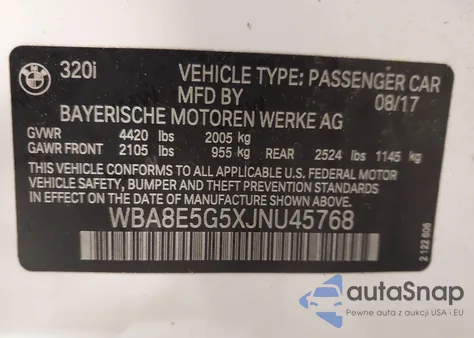 BMW
320i
VEHICLE TYPE: PASSENGER CAR
MFD BY 08/17
BAYERISCHE MOTOREN WERKE AG
GVWR 4420 lbs 2005 kg
GAWR FRONT 2105 lbs 955 kg REAR 2524 lbs 1145 kg
THIS VEHICLE CONFORMS TO ALL APPLICABLE U.S. FEDERAL MOTOR
VEHICLE SAFETY, BUMPER, AND THEFT PREVENTION STANDARDS
IN EFFECT ON THE DATE OF MANUFACTURE SHOWN ABOVE.
WBA8E5G5XJNU45768
2 122 606
autoSnap
Pewne auta z aukcji USA i EU